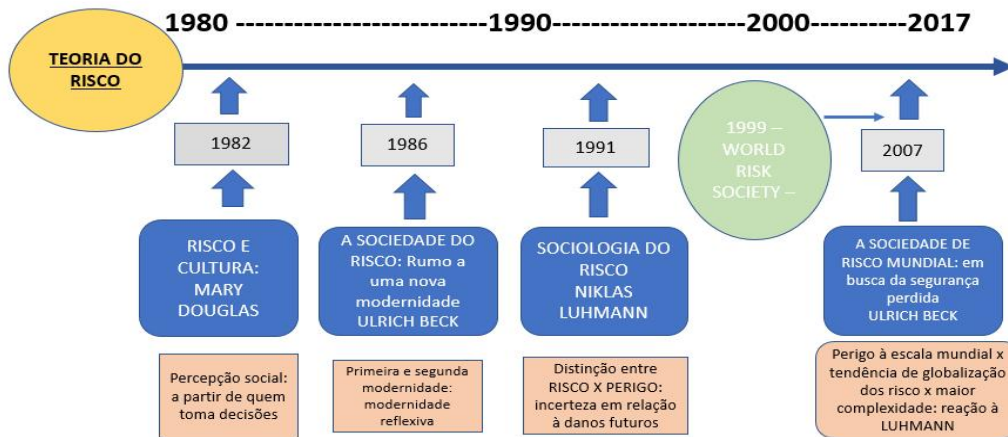 1980 ------------------------1990 --------------------2000----------2017
TEORIA DO
RISCO
1982
1986
1991
1999 –
WORLD
RISK
SOCIETY –
2007
RISCO E
CULTURA:
MARY
DOUGLAS
A SOCIEDADE DO
RISCO: Rumo a
uma nova
modernidade
ULRICH BECK
SOCIOLOGIA DO
RISCO
NIKLAS
LUHMANN
A SOCIEDADE DE
RISCO MUNDIAL: em
busca da segurança
perdida
ULRICH BECK
Percepção social:
a partir de quem
toma decisões
Primeira e segunda
modernidade:
modernidade
reflexiva
Distinção entre
RISCO X PERIGO:
incerteza em relação
à danos futuros
Perigo à escala mundial x
tendência de globalização
dos risco x maior
complexidade: reação à
LUHMANN